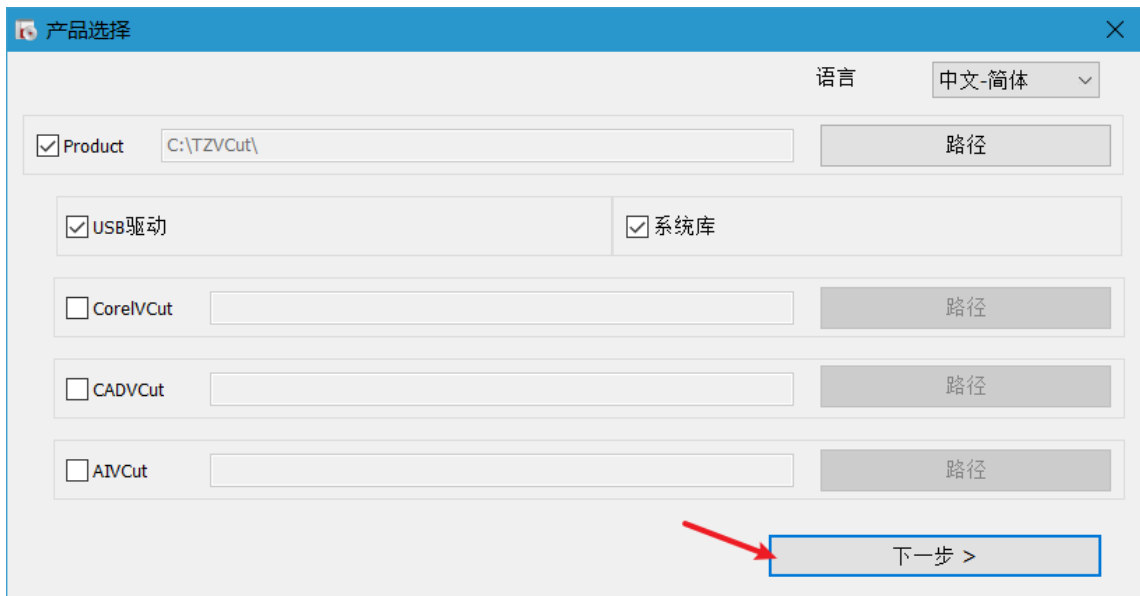 产品选择
语言 中文-简体
Product C:\TZVCut\ 路径
USB驱动 系统库
CorelVCut 路径
CADVCut 路径
AIVCut 路径
下一步 >